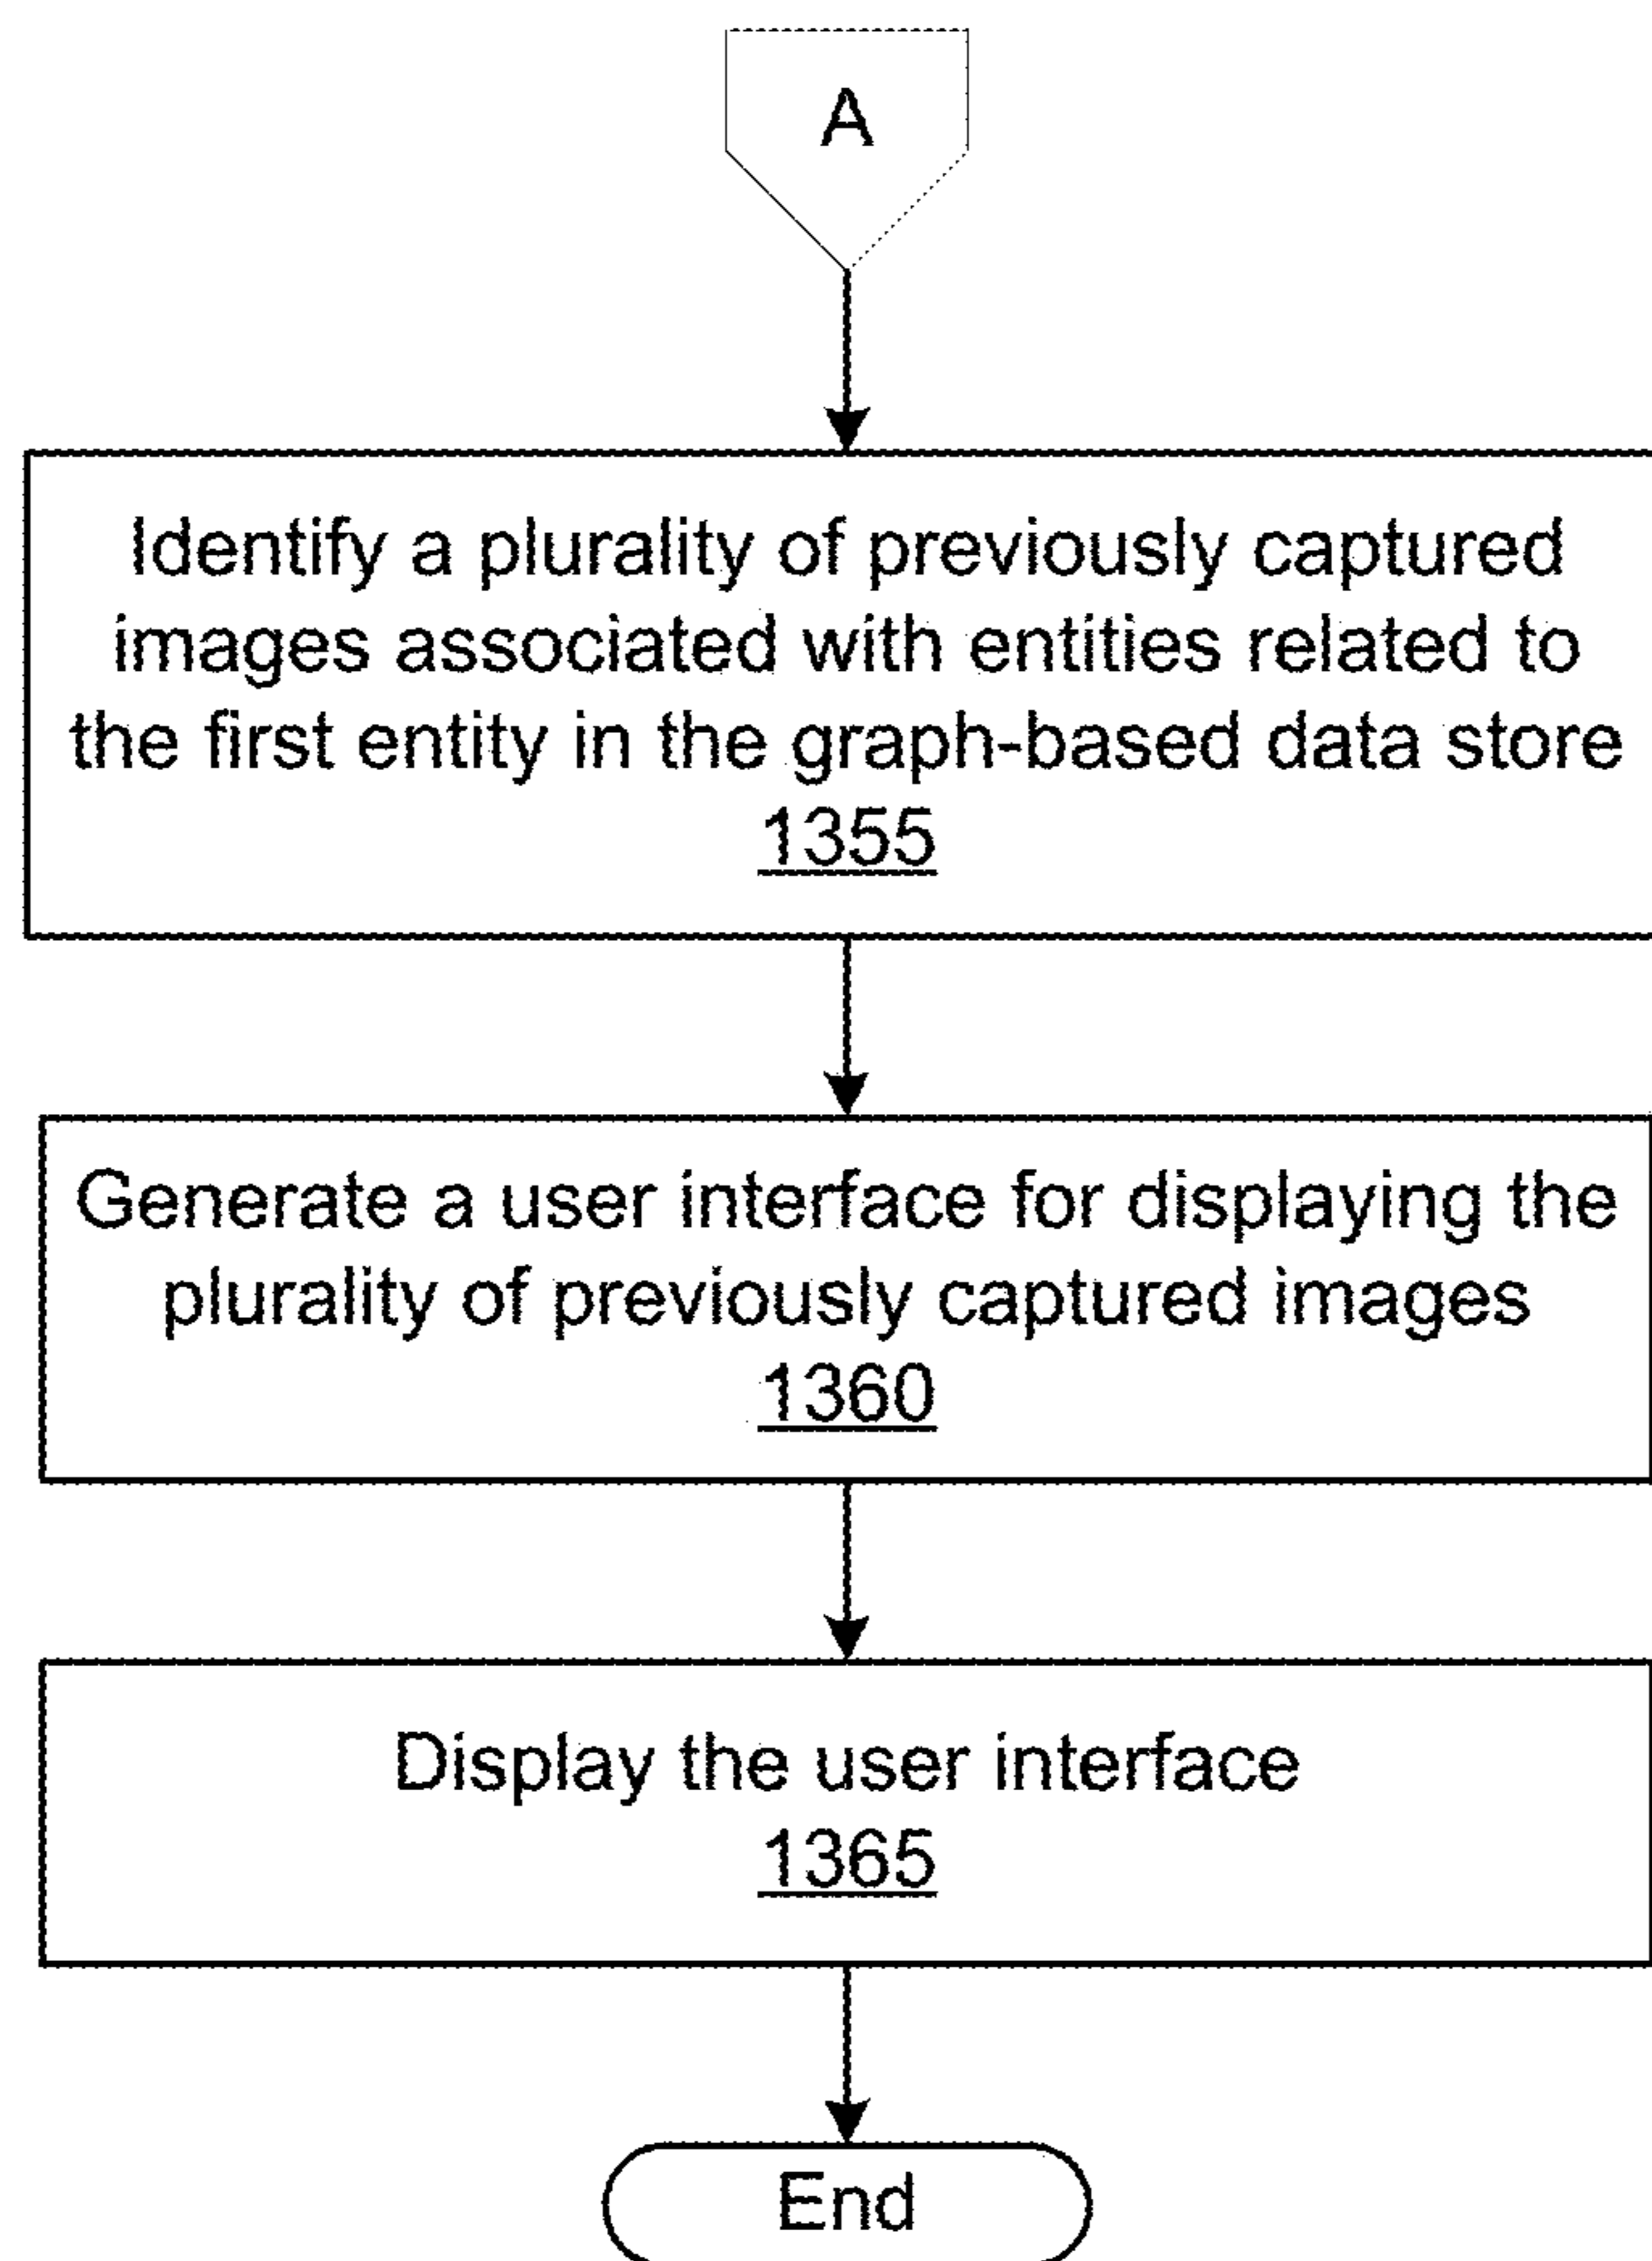 A
Identify a plurality of previously captured
images associated with entities related to
the first entity in the graph-based data store
1355
Generate a user interface for displaying the
plurality of previously captured images
1360
Display the user interface
1365
End